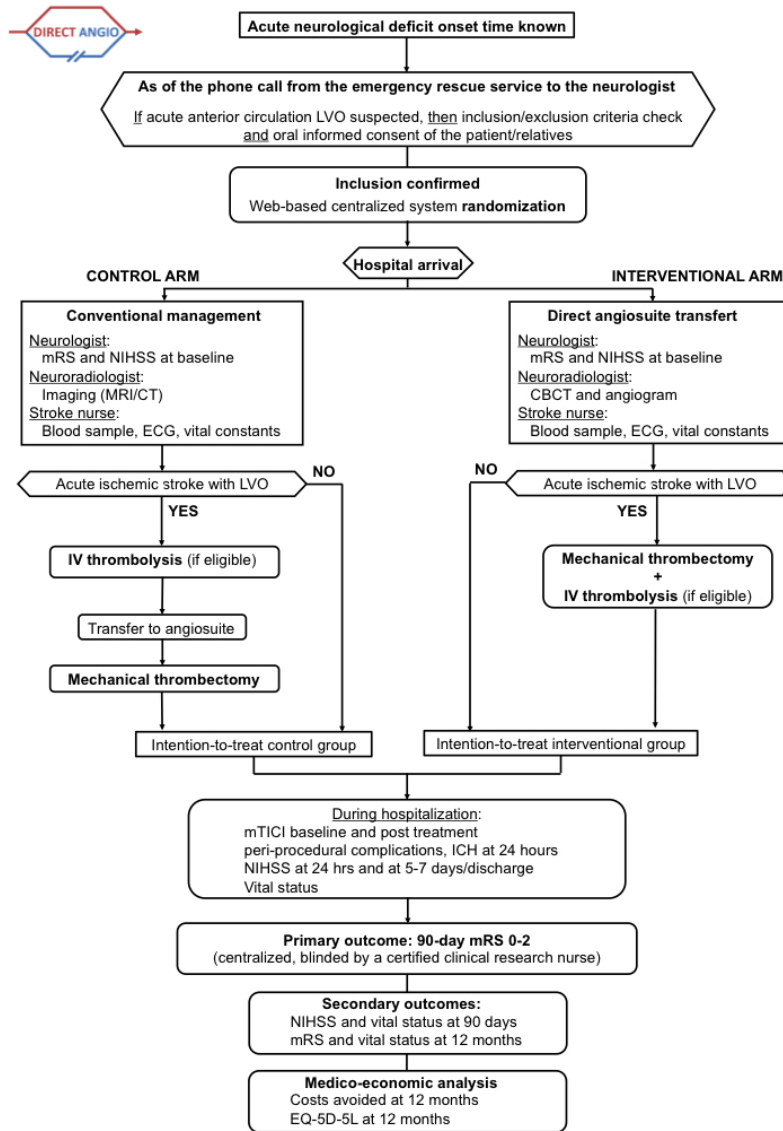 DIRECT ANGIO
Acute neurological deficit onset time known
As of the phone call from the emergency rescue service to the neurologist
If acute anterior circulation LVO suspected, then inclusion/exclusion criteria check
and oral informed consent of the patient/relatives
Inclusion confirmed
Web-based centralized system randomization
Hospital arrival
CONTROL ARM
Conventional management
Neurologist:
mRS and NIHSS at baseline
Neuroradiologist:
Imaging (MRI/CT)
Stroke nurse:
Blood sample, ECG, vital constants
Acute ischemic stroke with LVO
NO
YES
IV thrombolysis (if eligible)
Transfer to angiosuite
Mechanical thrombectomy
Intention-to-treat control group
INTERVENTIONAL ARM
Direct angiosuite transfert
Neurologist:
mRS and NIHSS at baseline
Neuroradiologist:
CBCT and angiogram
Stroke nurse:
Blood sample, ECG, vital constants
NO
Acute ischemic stroke with LVO
YES
Mechanical thrombectomy
+
IV thrombolysis (if eligible)
Intention-to-treat interventional group
During hospitalization:
mTICI baseline and post treatment
peri-procedural complications, ICH at 24 hours
NIHSS at 24 hrs and at 5-7 days/discharge
Vital status
Primary outcome: 90-day mRS 0-2
(centralized, blinded by a certified clinical research nurse)
Secondary outcomes:
NIHSS and vital status at 90 days
mRS and vital status at 12 months
Medico-economic analysis
Costs avoided at 12 months
EQ-5D-5L at 12 months